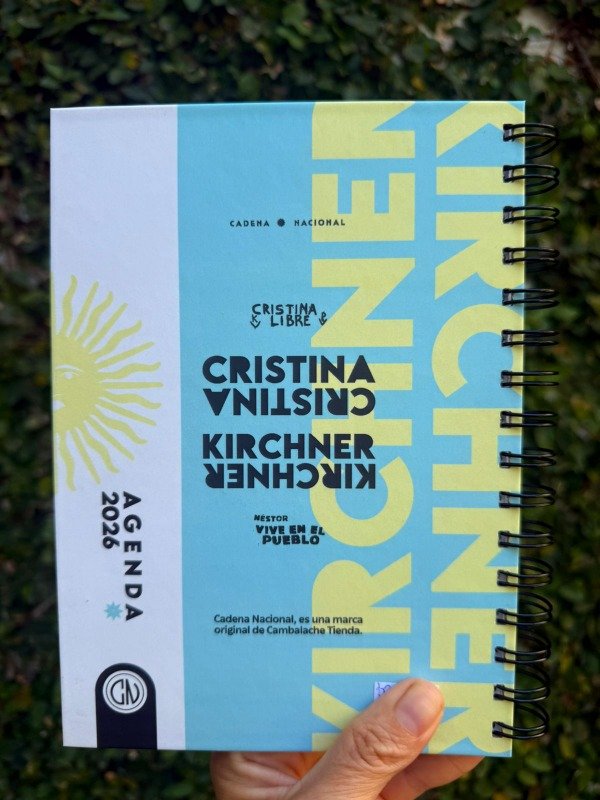 CADENA NACIONAL
CRISTINA
K LIBRE
CRISTINA
CRISTINA
KIRCHNER
KIRCHNER
NÉSTOR
VIVE EN EL
PUEBLO
Cadena Nacional, es una marca
original de Cambalache Tienda.
AGENDA
2026
CN
KIRCHNER
KIRCHNER